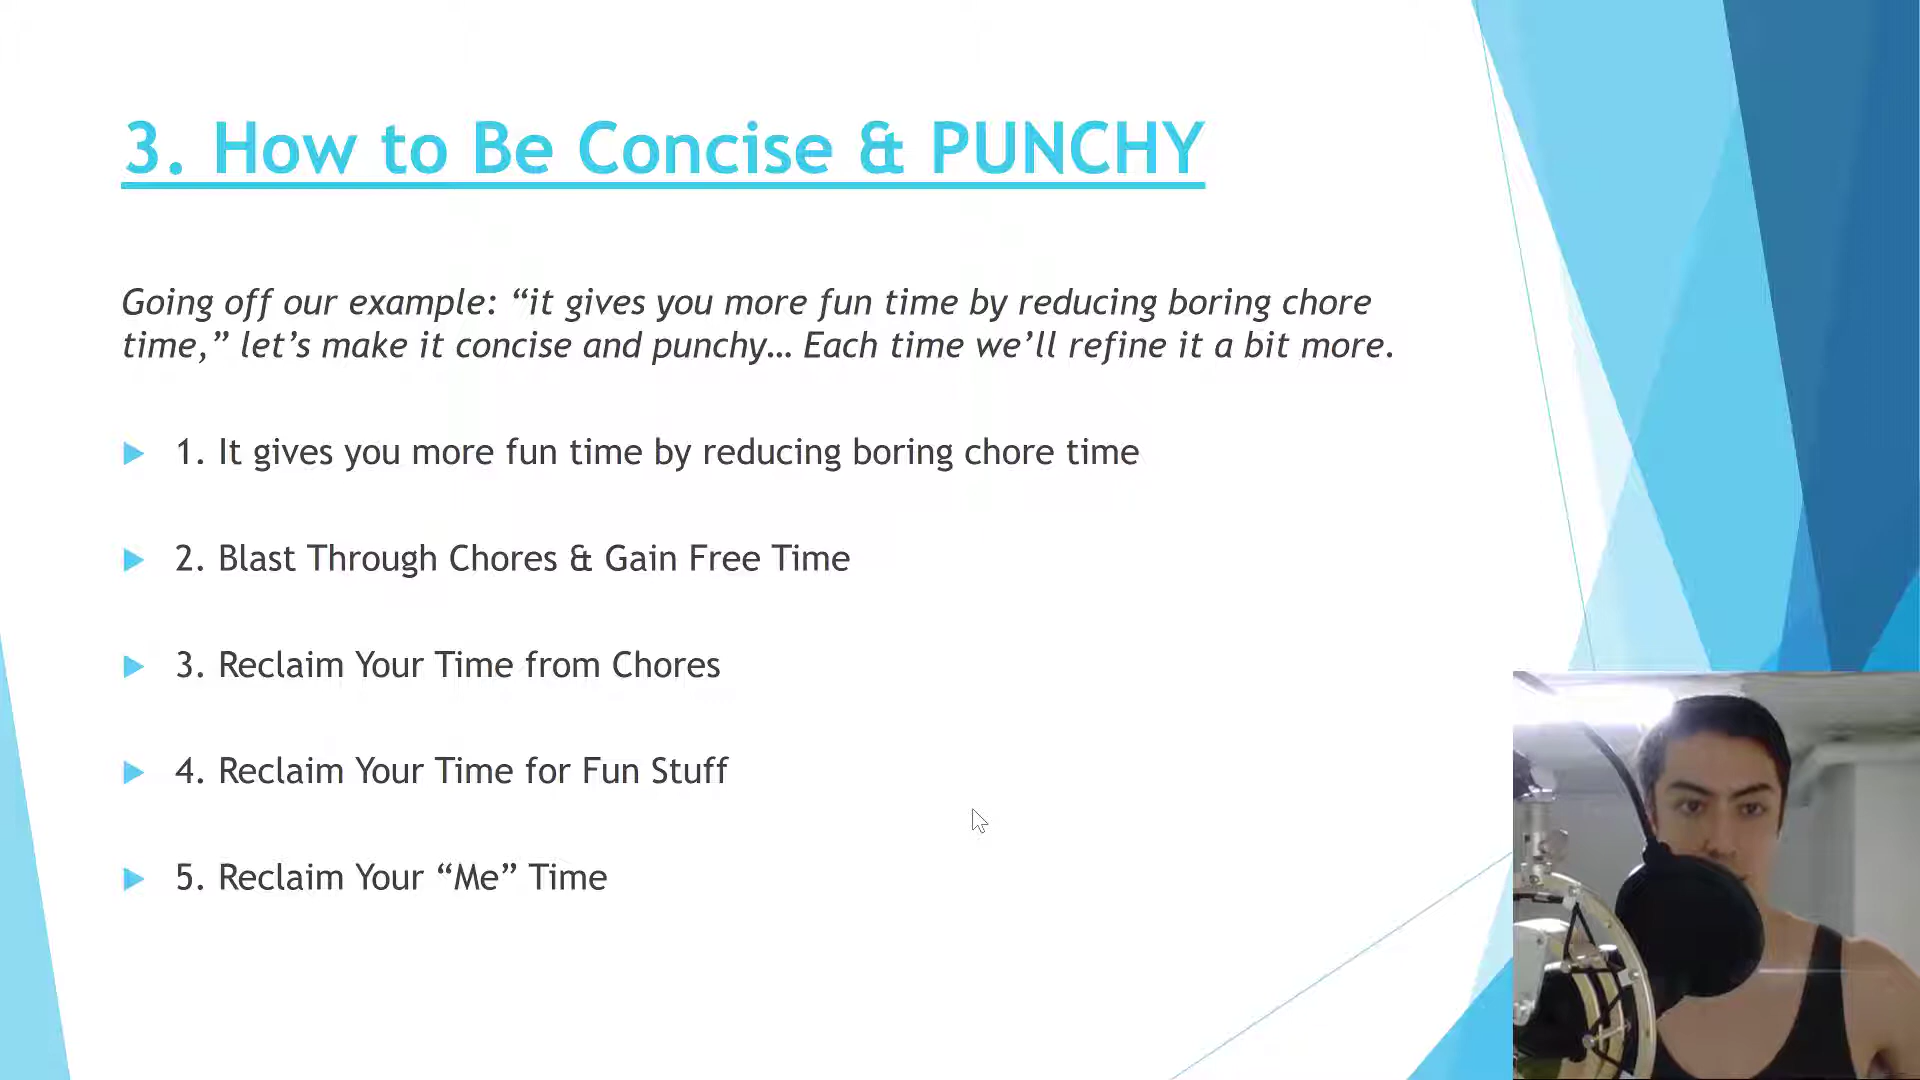 3. How to Be Concise & PUNCHY
Going off our example: “it gives you more fun time by reducing boring chore
time,” let’s make it concise and punchy… Each time we’ll refine it a bit more.
1. It gives you more fun time by reducing boring chore time
2. Blast Through Chores & Gain Free Time
3. Reclaim Your Time from Chores
4. Reclaim Your Time for Fun Stuff
5. Reclaim Your “Me” Time